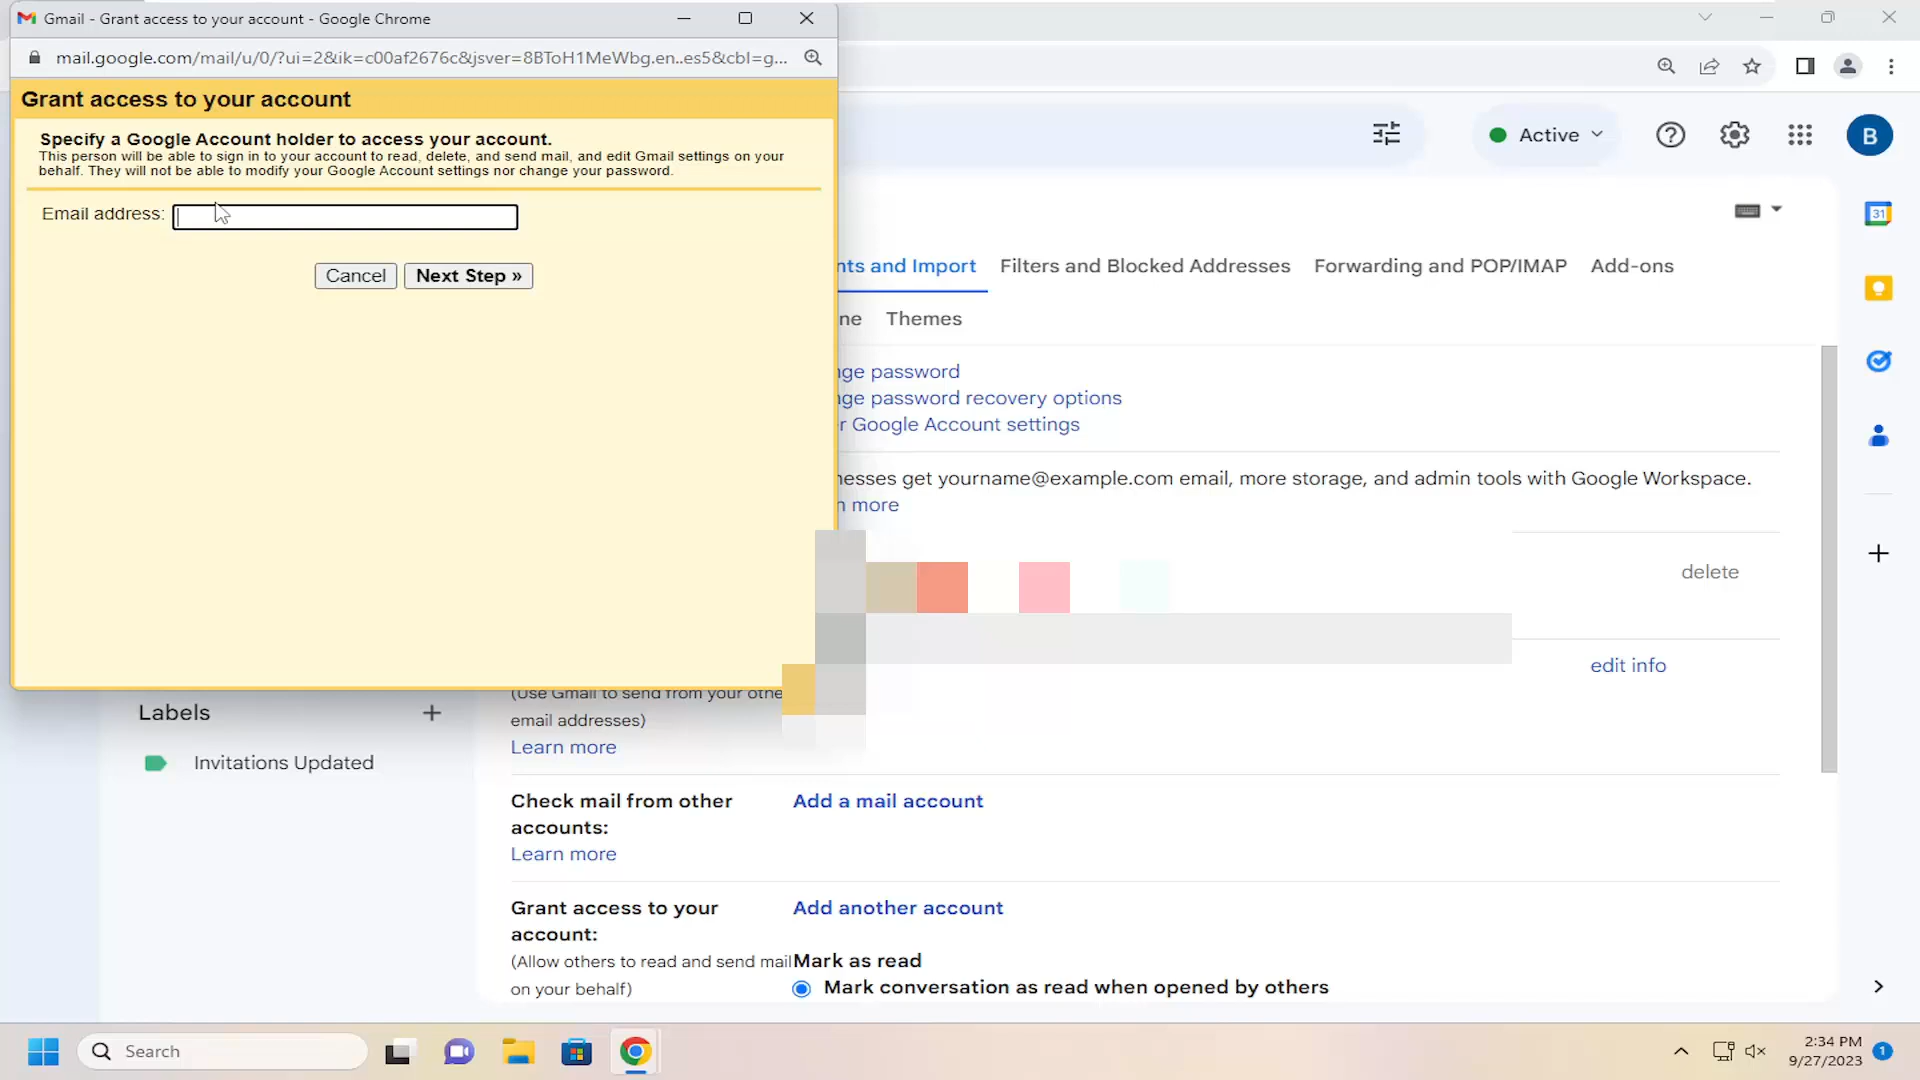 Gmail - Grant access to your account - Google Chrome
mail.google.com/mail/u/0/?ui=2&ik=c00af2676c&jsver=8BToH1MeWbg.en..es5&cbl=g...
Grant access to your account
Specify a Google Account holder to access your account.
This person will be able to sign in to your account to read, delete, and send mail, and edit Gmail settings on your
behalf. They will not be able to modify your Google Account settings nor change your password.
Email address:
Cancel Next Step »
Active
B
31
nts and Import Filters and Blocked Addresses Forwarding and POP/IMAP Add-ons
ne Themes
nge password
nge password recovery options
r Google Account settings
nesses get yourname@example.com email, more storage, and admin tools with Google Workspace.
n more
delete
edit info
(Use Gmail to send from your othe
email addresses)
Learn more
Labels
Invitations Updated
Check mail from other Add a mail account
accounts:
Learn more
Grant access to your Add another account
account:
(Allow others to read and send mail Mark as read
on your behalf) Mark conversation as read when opened by others
Search
2:34 PM
9/27/2023
1